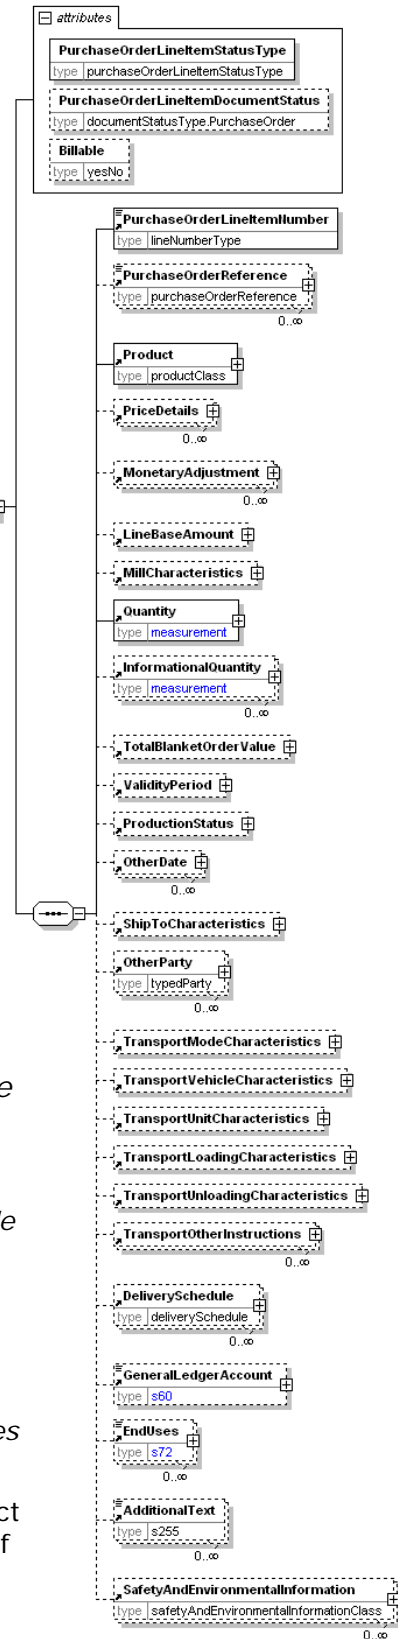 attributes
PurchaseOrderLineItemStatusType
type purchaseOrderLineItemStatusType
PurchaseOrderLineItemDocumentStatus
type documentStatusType.PurchaseOrder
Billable
type yesNo
PurchaseOrderLineItemNumber
type lineNumberType
PurchaseOrderReference
type purchaseOrderReference
0..∞
Product
type productClass
PriceDetails
0..∞
MonetaryAdjustment
0..∞
LineBaseAmount
MillCharacteristics
Quantity
type measurement
InformationalQuantity
type measurement
0..∞
TotalBlanketOrderValue
ValidityPeriod
ProductionStatus
OtherDate
0..∞
ShipToCharacteristics
OtherParty
type typedParty
0..∞
TransportModeCharacteristics
e
TransportVehicleCharacteristics
TransportUnitCharacteristics
TransportLoadingCharacteristics
TransportUnloadingCharacteristics
le
TransportOtherInstructions
0..∞
DeliverySchedule
type deliverySchedule
0..∞
GeneralLedgerAccount
type s60
es
EndUses
type s72
0..∞
ct
AdditionalText
type s255
f
0..∞
SafetyAndEnvironmentalInformation
type safetyAndEnvironmentalInformationClass
0..∞